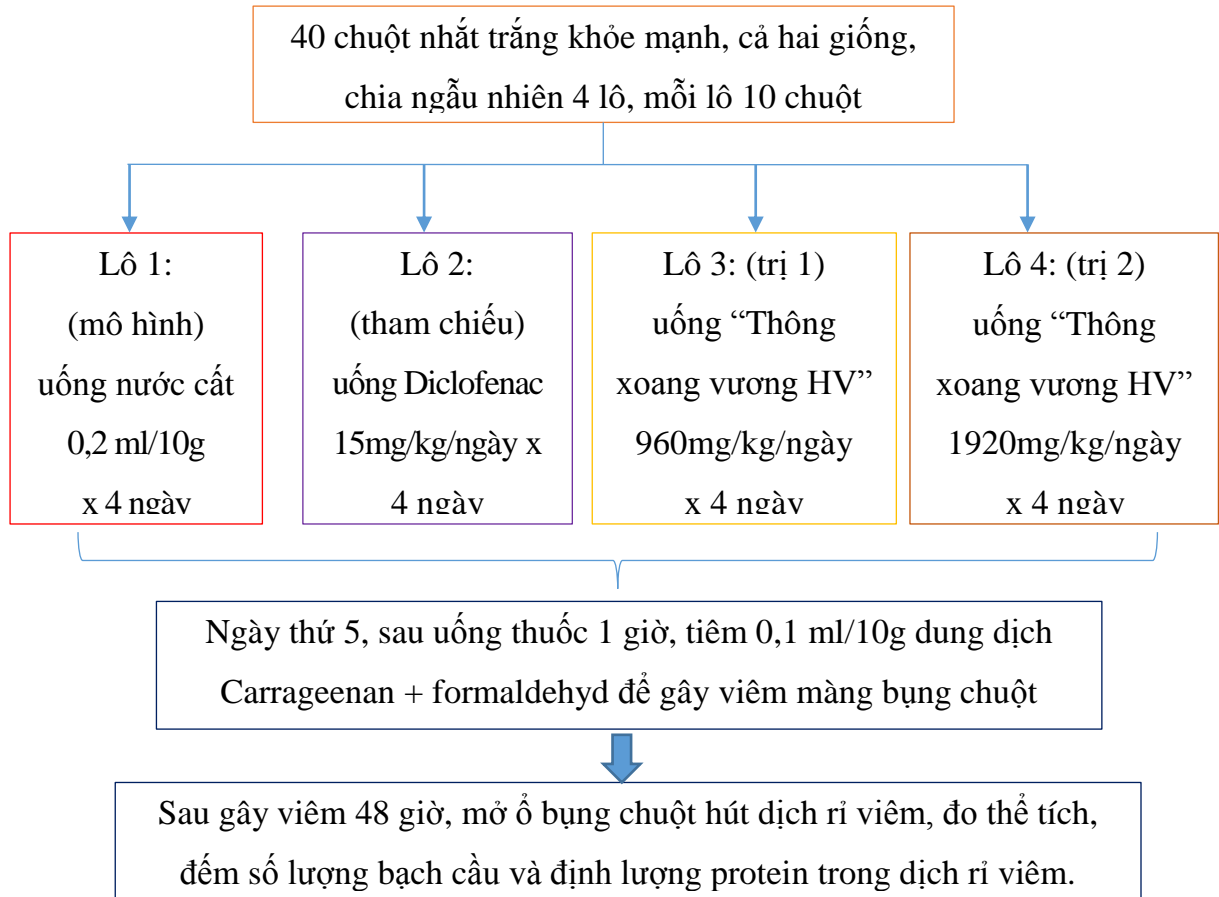 40 chuột nhắt trắng khỏe mạnh, cả hai giống,
chia ngẫu nhiên 4 lô, mỗi lô 10 chuột
Lô 1:
(mô hình)
uống nước cất
0,2 ml/10g
x 4 ngày
Lô 2:
(tham chiếu)
uống Diclofenac
15mg/kg/ngày x
4 ngày
Lô 3: (trị 1)
uống “Thông
xoang vương HV”
960mg/kg/ngày
x 4 ngày
Lô 4: (trị 2)
uống “Thông
xoang vương HV”
1920mg/kg/ngày
x 4 ngày
Ngày thứ 5, sau uống thuốc 1 giờ, tiêm 0,1 ml/10g dung dịch
Carrageenan + formaldehyd để gây viêm màng bụng chuột
Sau gây viêm 48 giờ, mở ổ bụng chuột hút dịch rỉ viêm, đo thể tích,
đếm số lượng bạch cầu và định lượng protein trong dịch rỉ viêm.